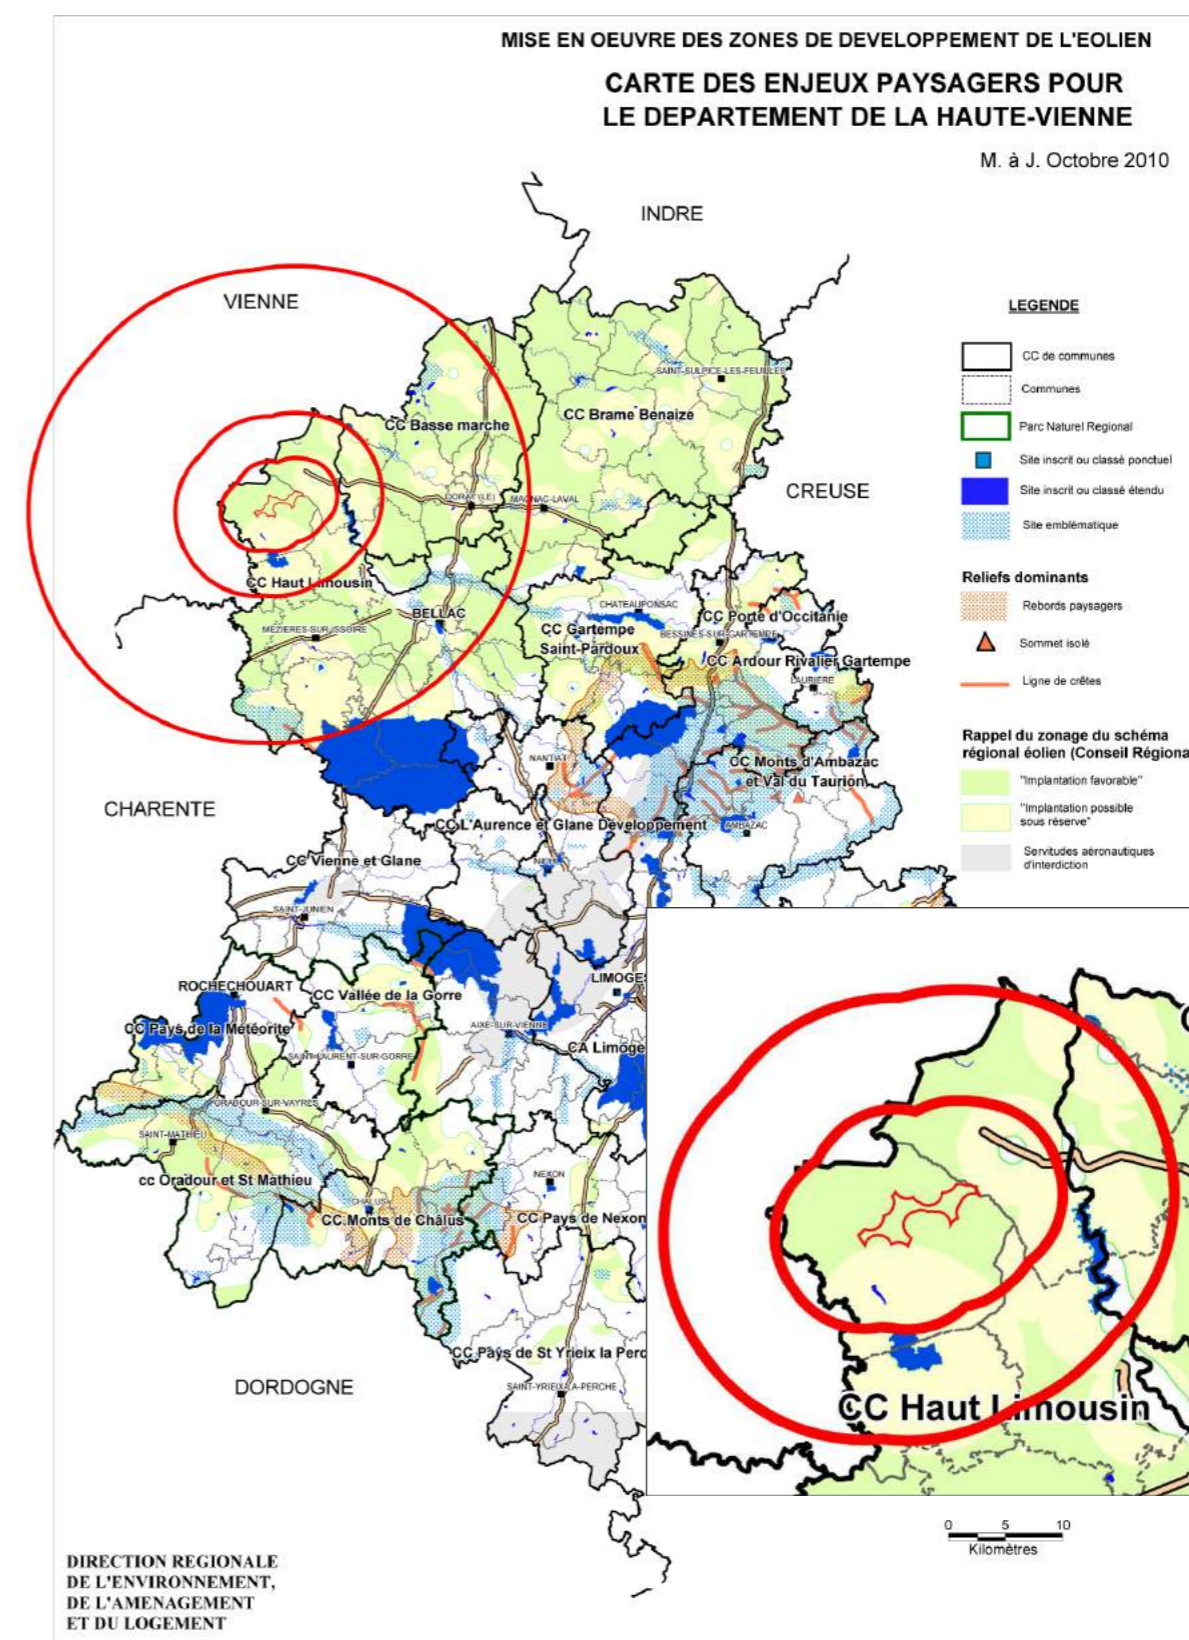 MISE EN OEUVRE DES ZONES DE DEVELOPPEMENT DE L'EOLIEN
CARTE DES ENJEUX PAYSAGERS POUR
LE DEPARTEMENT DE LA HAUTE-VIENNE
M. à J. Octobre 2010
INDRE
VIENNE
LEGENDE
CC de communes
Communes
Parc Naturel Regional
Site inscrit ou classé ponctuel
Site inscrit ou classé étendu
Site emblématique
Reliefs dominants
Rebords paysagers
Sommet isolé
Ligne de crêtes
Rappel du zonage du schéma
régional éolien (Conseil Régiona
"Implantation favorable"
"Implantation possible
sous réserve"
Servitudes aéronautiques
d'interdiction
SAINT-SULPICE-LES-FEUILLES
CC Brame Benaize
CC Basse marche
CREUSE
DORAT (LE)
MAGNAC-LAVAL
CC Haut Limousin
BELLAC
MEZIERES-SUR-ISSOIRE
CHATEAUPONSAC
CC Porte d'Occitanie
CC Gartempe
Saint-Pardoux
BESSINES-SUR-GARTEMPE
CC Ardour Rivalier Gartempe
LAURIERE
NANTIAT
CC Monts d'Ambazac
et Val du Taurion
CHARENTE
CC L'Aurence et Glane Développement
AMBAZAC
CC Vienne et Glane
SAINT-JUNIEN
LIMOGES
ROCHECHOUART
CC Vallée de la Gorre
CC Pays de la Météorite
AIXE-SUR-VIENNE
CA Limoge
SAINT-LAURENT-SUR-GORRE
ORADOUR-SUR-VAYRES
SAINT-MATHIEU
cc Oradour et St Mathieu
NEXON
CHALUS
CC Monts de Châlus
CC Pays de Nexon
CC Pays de St Yrieix la Perc
SAINT-YRIEIX-LA-PERCHE
DORDOGNE
CC Haut Limousin
0 5 10
Kilomètres
DIRECTION REGIONALE
DE L'ENVIRONNEMENT,
DE L'AMENAGEMENT
ET DU LOGEMENT